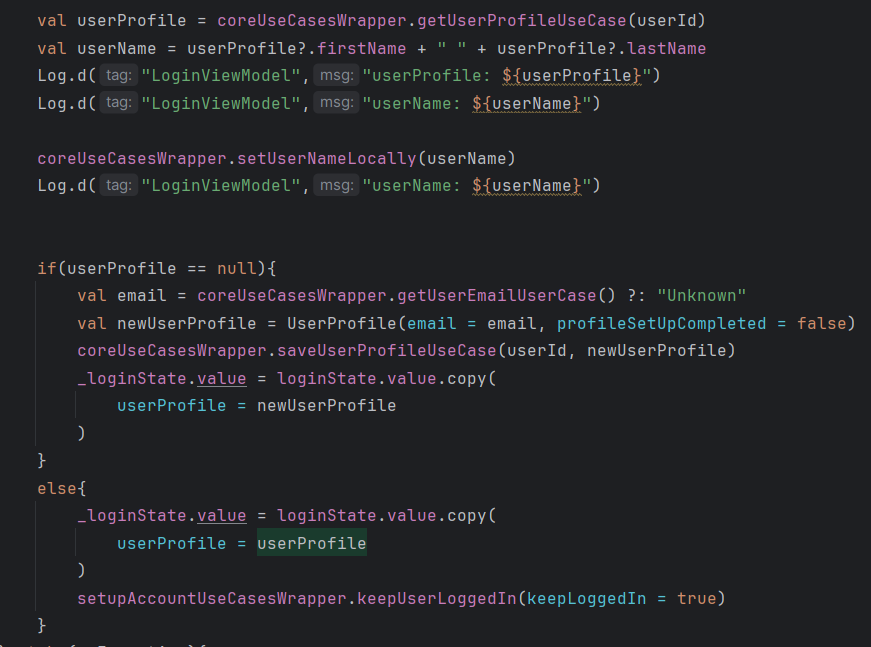 val userProfile = coreUseCasesWrapper.getUserProfileUseCase(userId)
val userName = userProfile?.firstName + " " + userProfile?.lastName
Log.d( tag: "LoginViewModel", msg: "userProfile: ${userProfile}")
Log.d( tag: "LoginViewModel", msg: "userName: ${userName}")
coreUseCasesWrapper.setUserNameLocally(userName)
Log.d( tag: "LoginViewModel", msg: "userName: ${userName}")
if(userProfile == null){
val email = coreUseCasesWrapper.getUserEmailUserCase() ?: "Unknown"
val newUserProfile = UserProfile(email = email, profileSetUpCompleted = false)
coreUseCasesWrapper.saveUserProfileUseCase(userId, newUserProfile)
_loginState.value = loginState.value.copy(
userProfile = newUserProfile
)
}
else{
_loginState.value = loginState.value.copy(
userProfile = userProfile
)
setupAccountUseCasesWrapper.keepUserLoggedIn(keepLoggedIn = true)
}